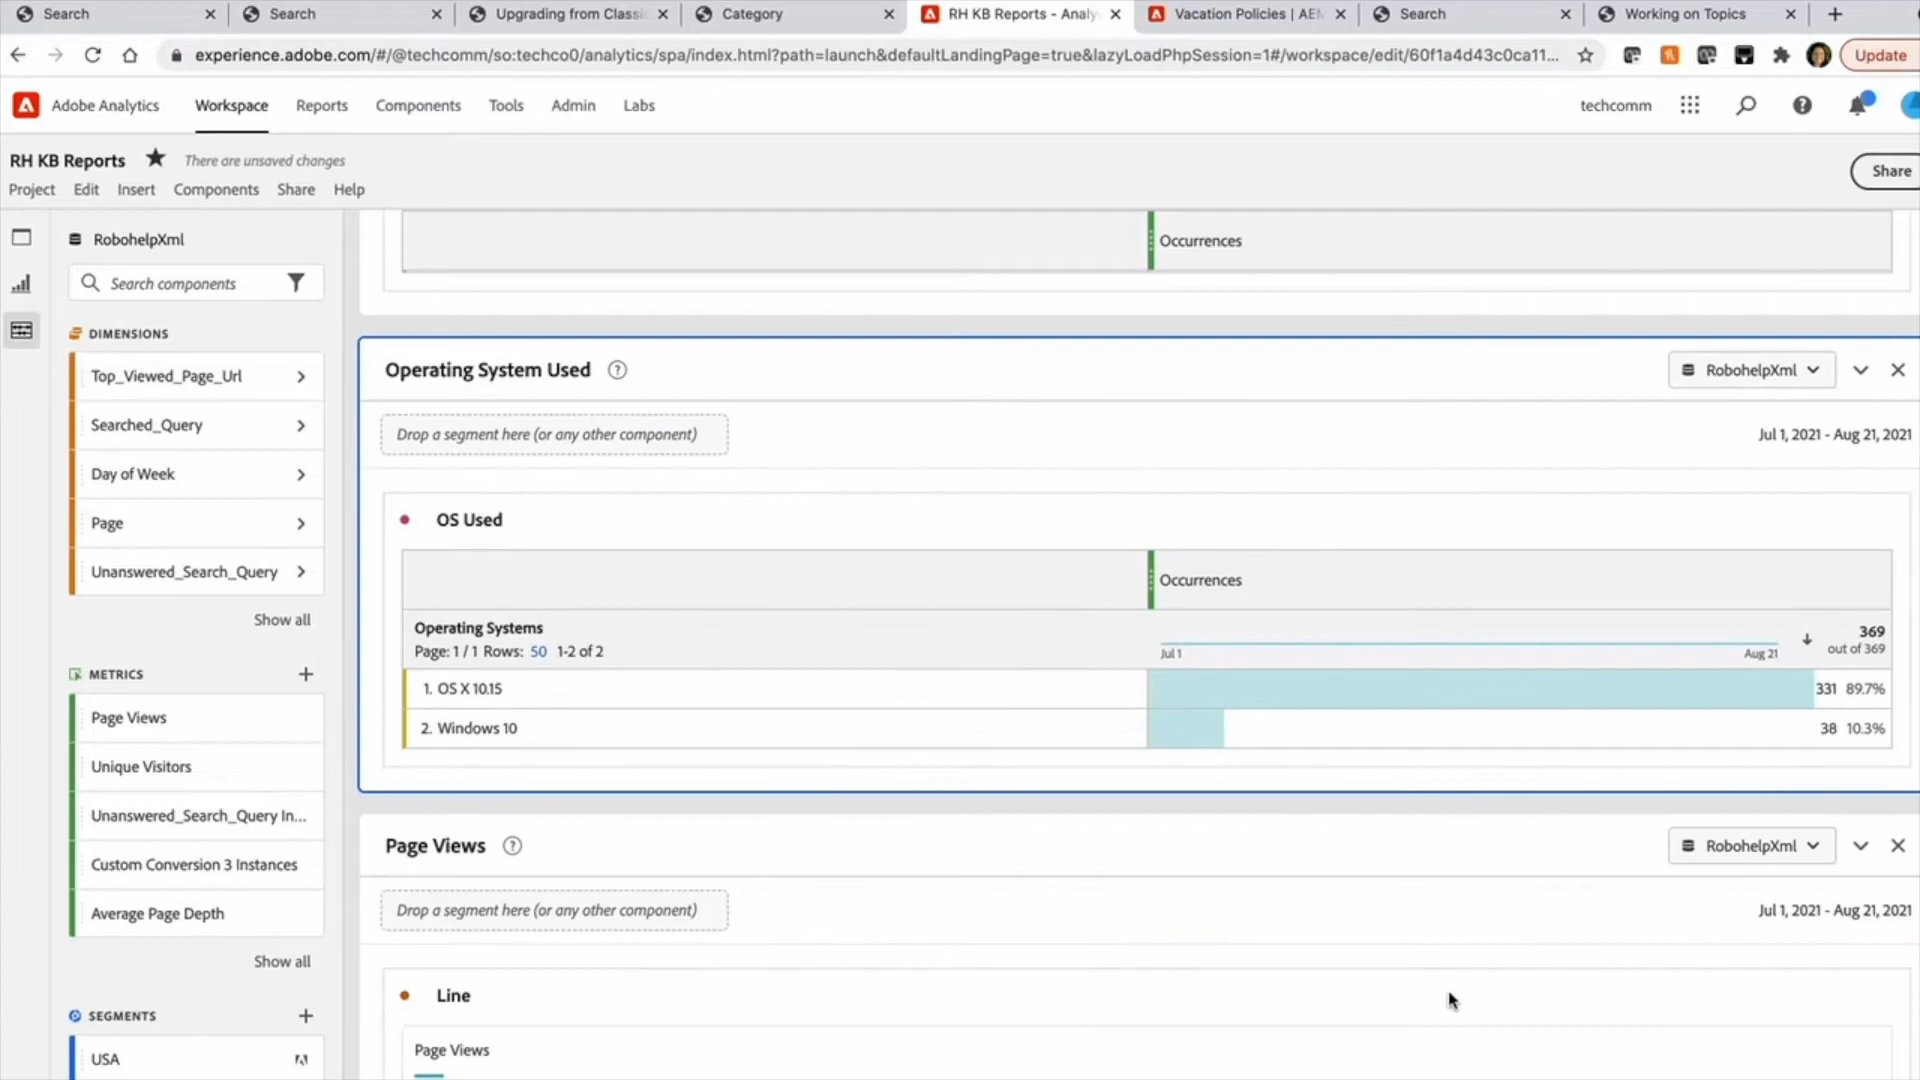 Search
Search
Upgrading from Classi
Category
RH KB Reports - Analy
Vacation Policies | AEM
Search
Working on Topics
experience.adobe.com/#/@techcomm/so:techco0/analytics/spa/index.html?path=launch&defaultLandingPage=true&lazyLoadPhpSession=1#/workspace/edit/60f1a4d43c0ca11...
Update
Adobe Analytics
Workspace
Reports
Components
Tools
Admin
Labs
techcomm
RH KB Reports
There are unsaved changes
Project
Edit
Insert
Components
Share
Help
Share
RobohelpXml
Search components
DIMENSIONS
Top_Viewed_Page_Url
Searched_Query
Day of Week
Page
Unanswered_Search_Query
Show all
METRICS
Page Views
Unique Visitors
Unanswered_Search_Query In...
Custom Conversion 3 Instances
Average Page Depth
Show all
SEGMENTS
USA
Occurrences
Operating System Used
RobohelpXml
Drop a segment here (or any other component)
Jul 1, 2021 - Aug 21, 2021
OS Used
Occurrences
Operating Systems
Page: 1 / 1 Rows: 50 1-2 of 2
Jul 1
Aug 21
369
out of 369
1. OS X 10.15
331 89.7%
2. Windows 10
38 10.3%
Page Views
RobohelpXml
Drop a segment here (or any other component)
Jul 1, 2021 - Aug 21, 2021
Line
Page Views